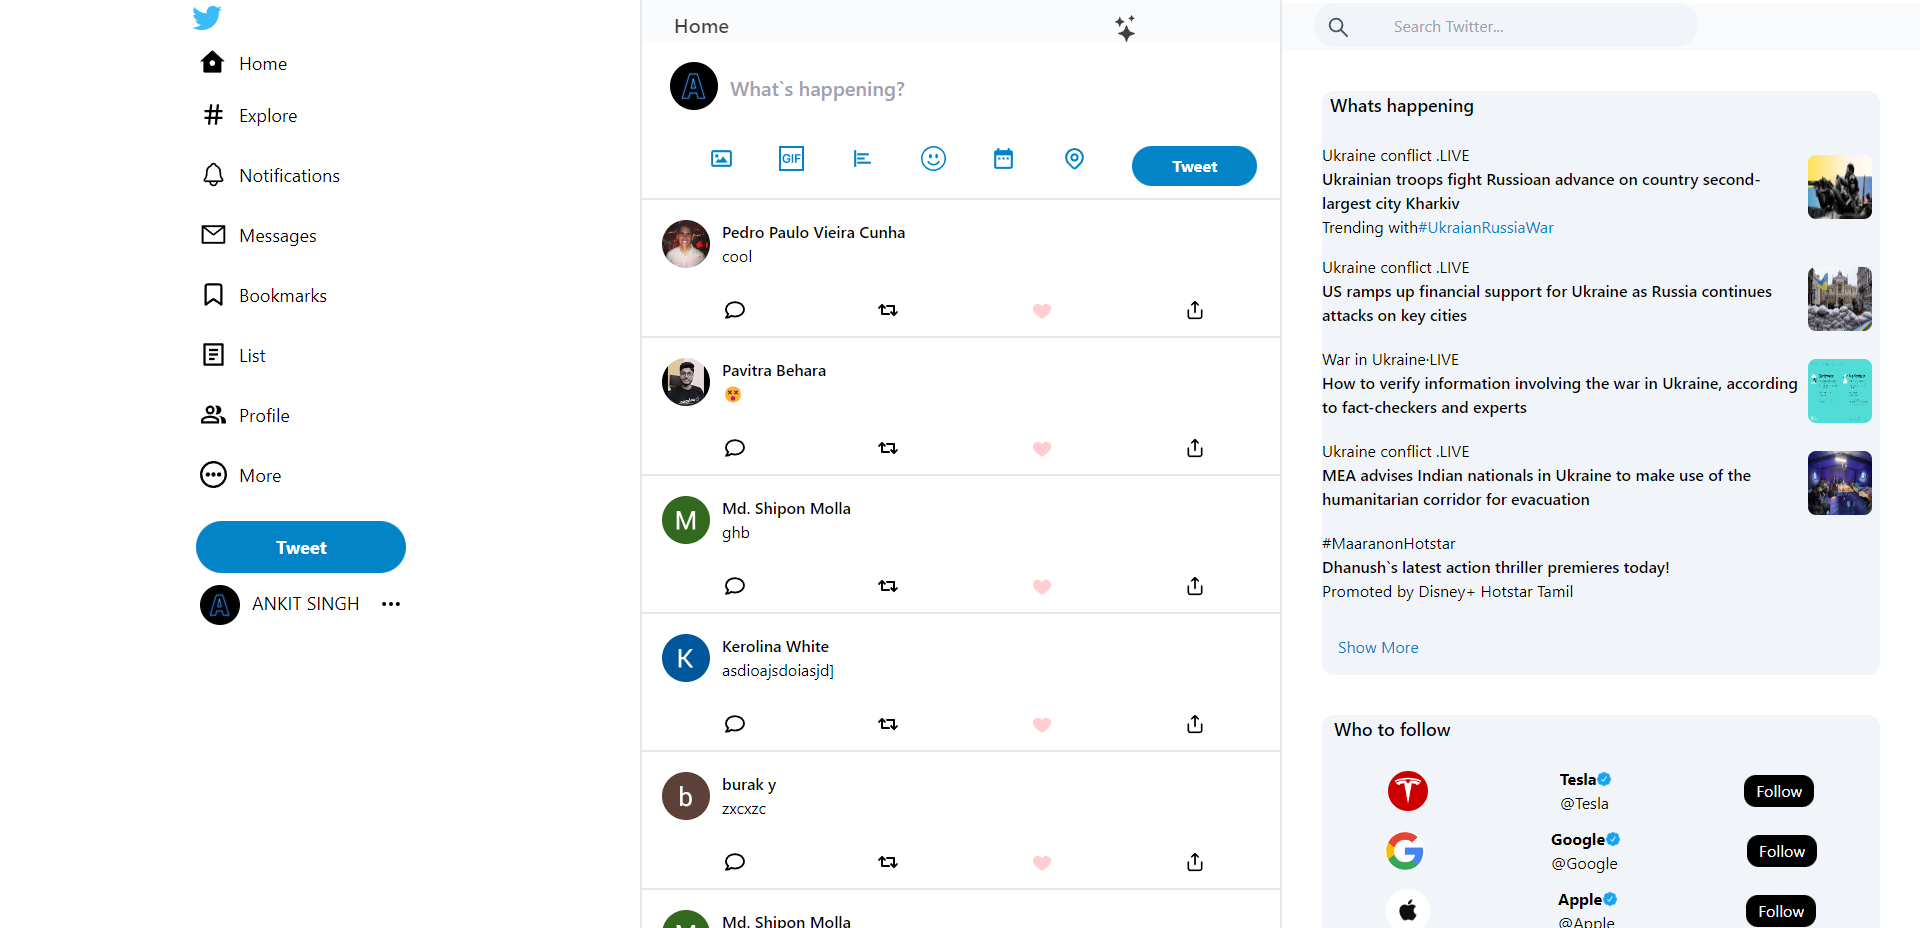 Home
Explore
Notifications
Messages
Bookmarks
List
Profile
More
Tweet
ANKIT SINGH
Home
What`s happening?
GIF
Tweet
Pedro Paulo Vieira Cunha
cool
Pavitra Behara
M
Md. Shipon Molla
ghb
K
Kerolina White
asdioajsdoiasjd]
b
burak y
zxcxzc
M
Md. Shipon Molla
Search Twitter...
Whats happening
Ukraine conflict .LIVE
Ukrainian troops fight Russioan advance on country second-
largest city Kharkiv
Trending with#UkraianRussiaWar
Ukraine conflict .LIVE
US ramps up financial support for Ukraine as Russia continues
attacks on key cities
War in Ukraine·LIVE
How to verify information involving the war in Ukraine, according
to fact-checkers and experts
Ukraine conflict .LIVE
MEA advises Indian nationals in Ukraine to make use of the
humanitarian corridor for evacuation
#MaaranonHotstar
Dhanush`s latest action thriller premieres today!
Promoted by Disney+ Hotstar Tamil
Show More
Who to follow
Tesla
@Tesla
Follow
Google
@Google
Follow
Apple
@Apple
Follow